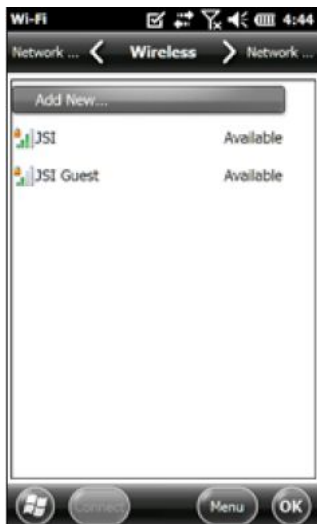 Wi-Fi 4:44
Network ... Wireless Network ...
Add New...
JSI Available
JSI Guest Available
Connect Menu OK